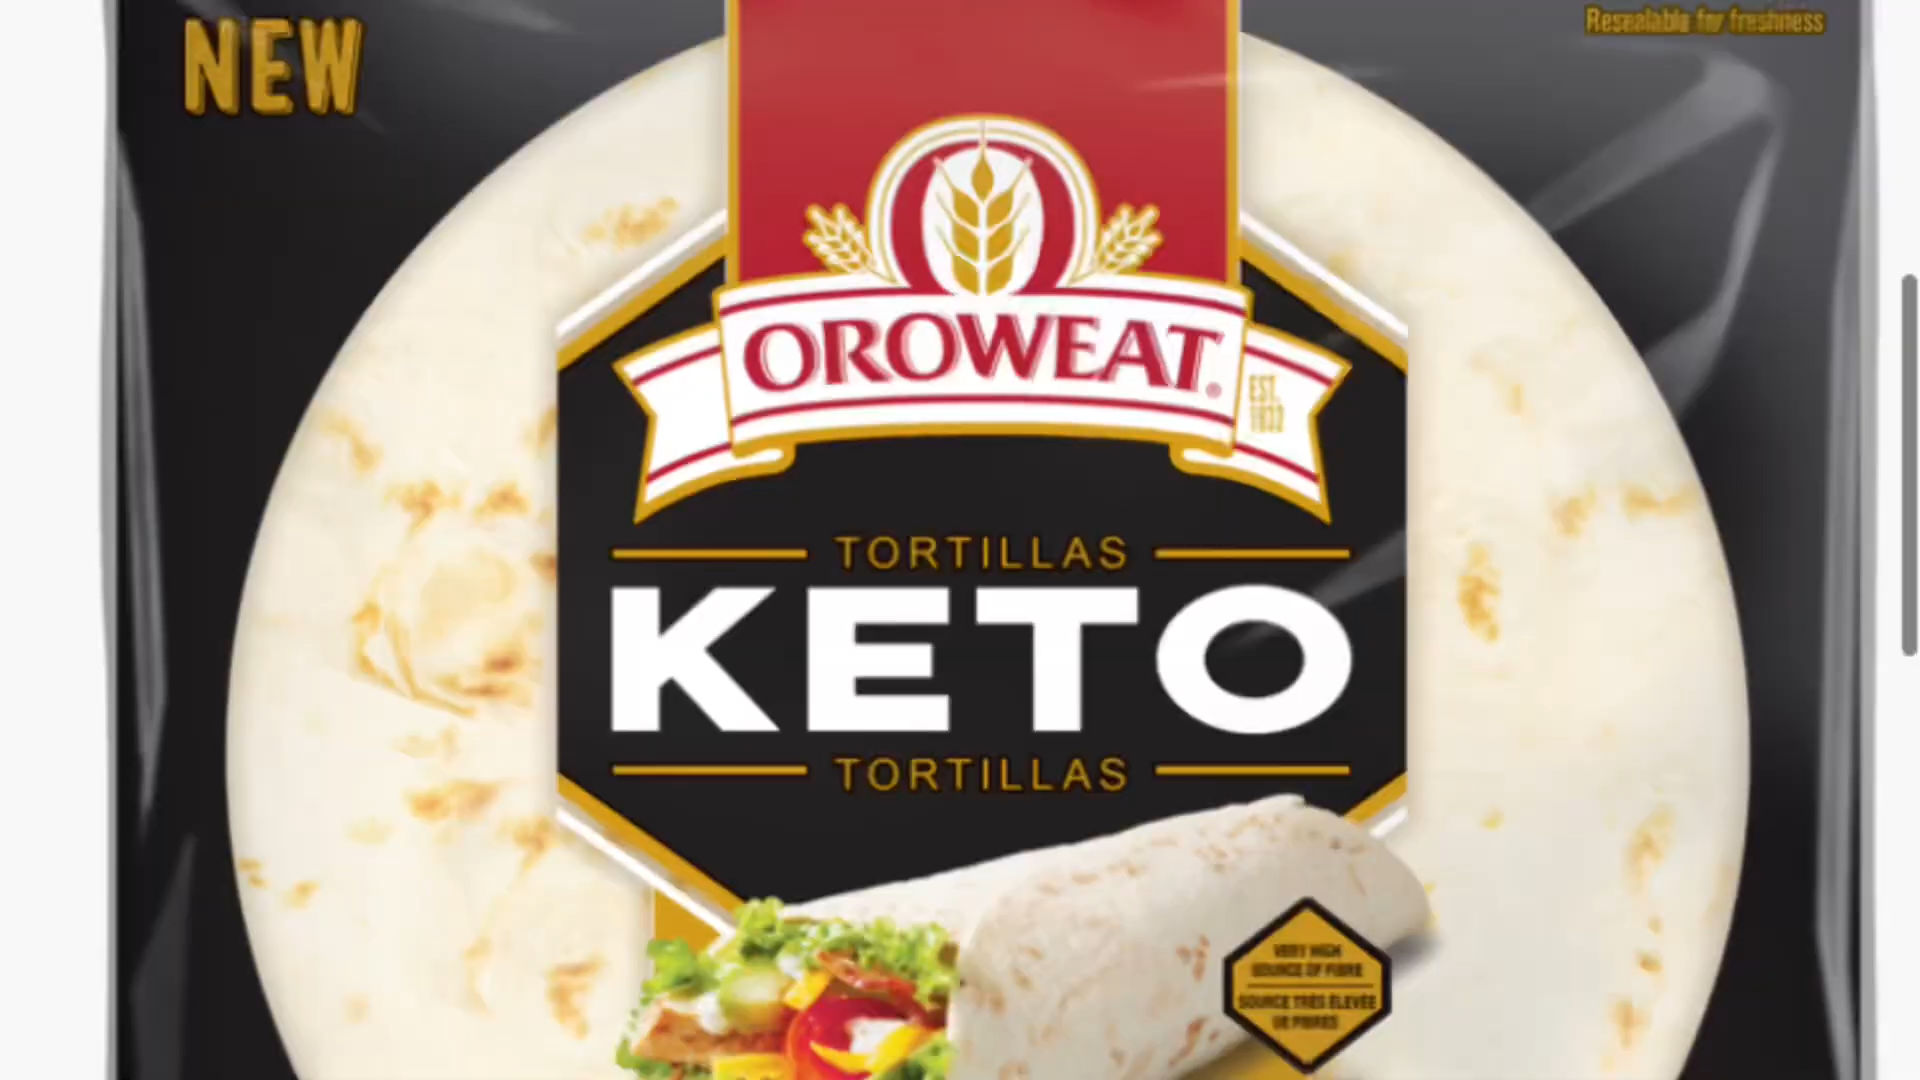 NEW
Resealable for freshness
OROWEAT
EST.
1932
TORTILLAS
KETO
TORTILLAS
VERY HIGH
SOURCE OF FIBRE
SOURCE TRÈS ÉLEVÉE
DE FIBRES